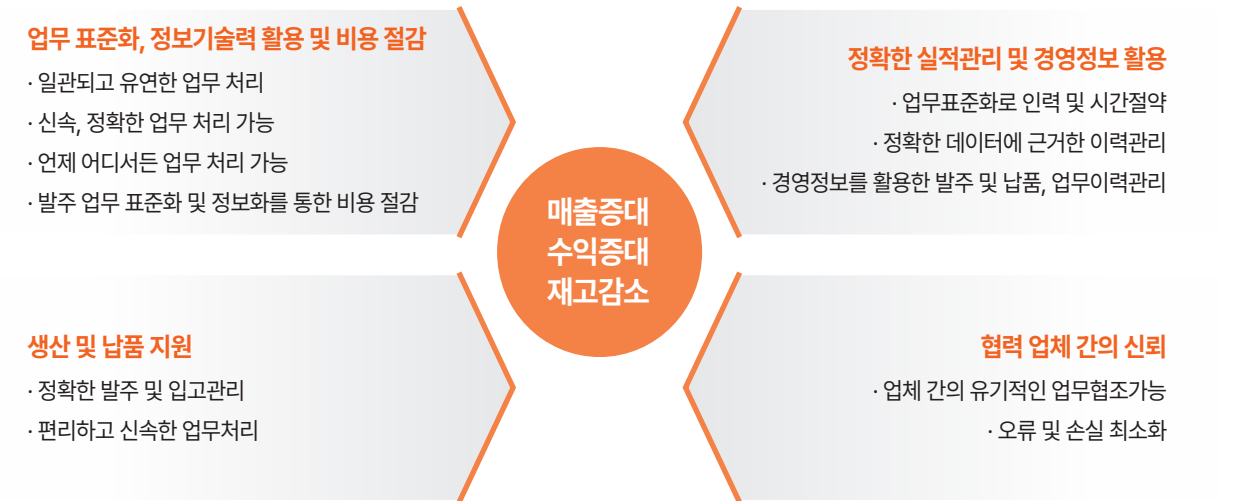 업무 표준화, 정보기술력 활용 및 비용 절감
· 일관되고 유연한 업무 처리
· 신속, 정확한 업무 처리 가능
· 언제 어디서든 업무 처리 가능
· 발주 업무 표준화 및 정보화를 통한 비용 절감
정확한 실적관리 및 경영정보 활용
· 업무표준화로 인력 및 시간절약
· 정확한 데이터에 근거한 이력관리
· 경영정보를 활용한 발주 및 납품, 업무이력관리
매출증대
수익증대
재고감소
생산 및 납품 지원
· 정확한 발주 및 입고관리
· 편리하고 신속한 업무처리
협력 업체 간의 신뢰
· 업체 간의 유기적인 업무협조가능
· 오류 및 손실 최소화